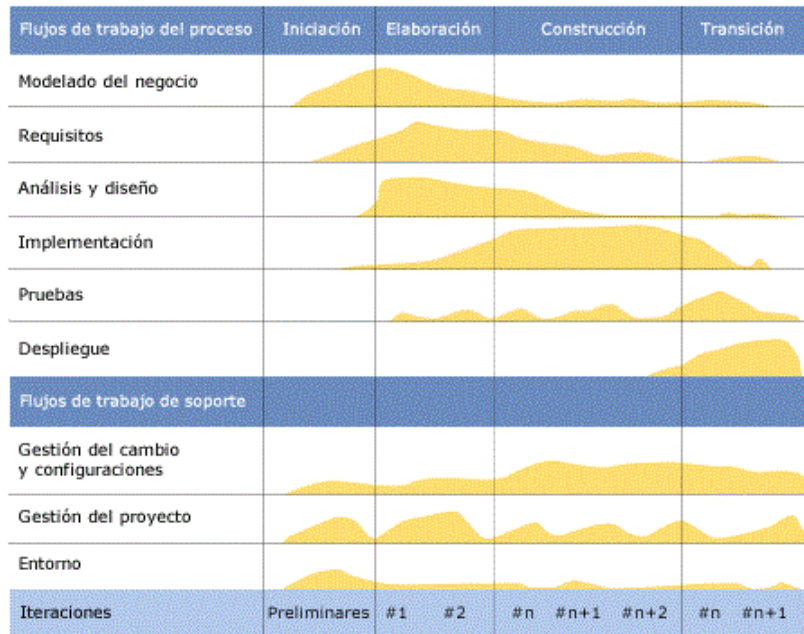 Flujos de trabajo del proceso Iniciación Elaboración Construcción Transición
Modelado del negocio
Requisitos
Análisis y diseño
Implementación
Pruebas
Despliegue
Flujos de trabajo de soporte
Gestión del cambio
y configuraciones
Gestión del proyecto
Entorno
Iteraciones Preliminares #1 #2 #n #n+1 #n+2 #n #n+1